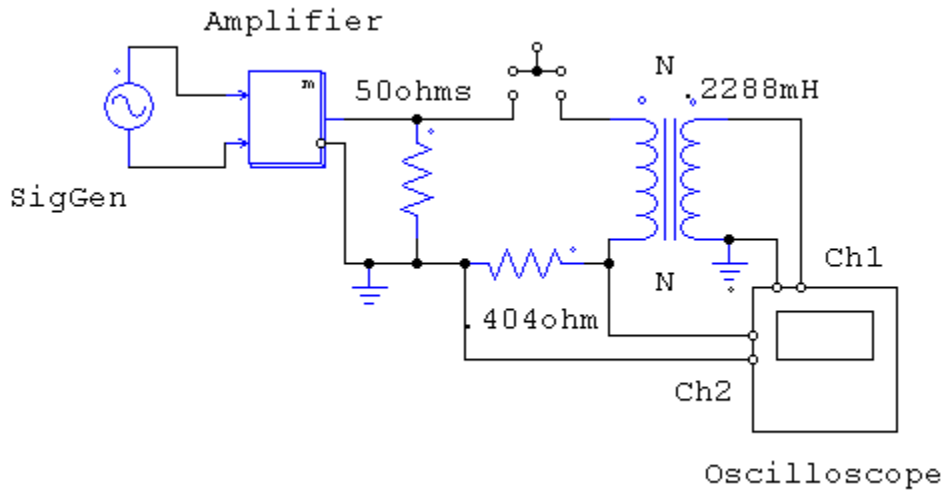 Amplifier
m
50ohms
N
.2288mH
SigGen
N
Ch1
.404ohm
Ch2
Oscilloscope